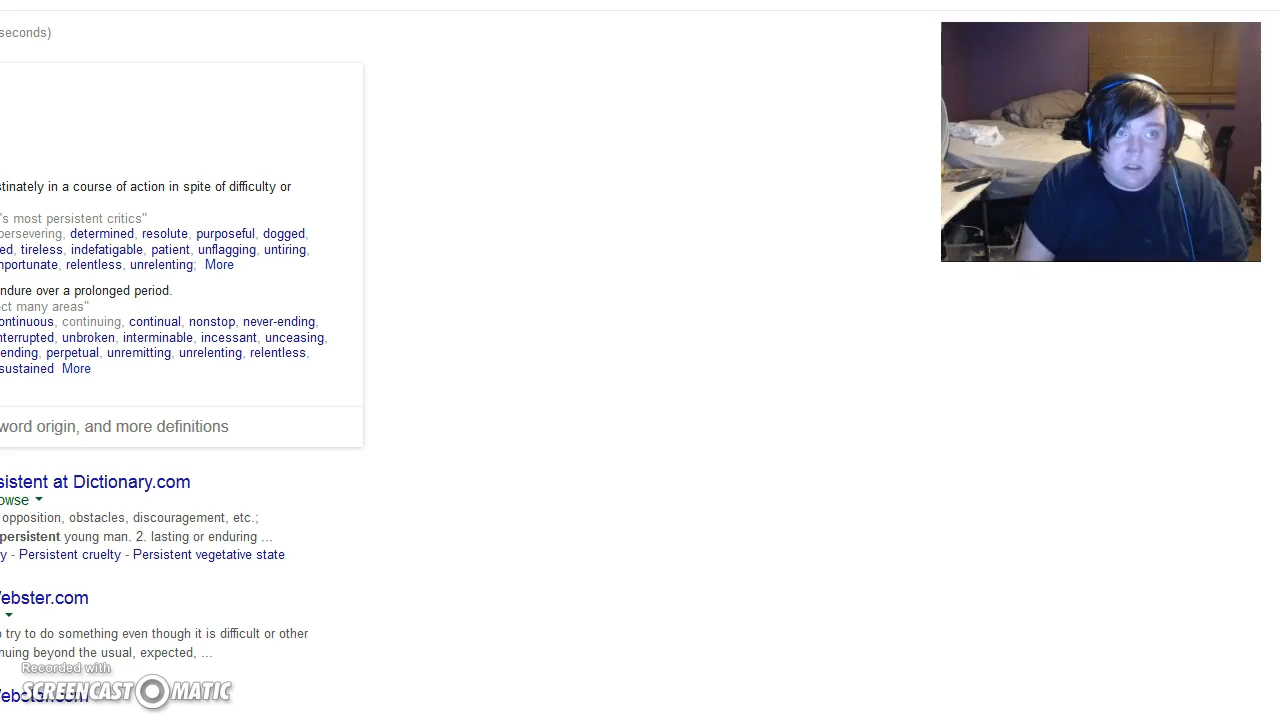 seconds)
stinately in a course of action in spite of difficulty or
's most persistent critics"
persevering, determined, resolute, purposeful, dogged,
ed, tireless, indefatigable, patient, unflagging, untiring,
nportunate, relentless, unrelenting; More
ndure over a prolonged period.
ct many areas"
ontinuous, continuing, continual, nonstop, never-ending,
nterrupted, unbroken, interminable, incessant, unceasing,
ending, perpetual, unremitting, unrelenting, relentless,
sustained More
word origin, and more definitions
sistent at Dictionary.com
owse
opposition, obstacles, discouragement, etc.;
persistent young man. 2. lasting or enduring ...
y - Persistent cruelty - Persistent vegetative state
ebster.com
o try to do something even though it is difficult or other
nuing beyond the usual, expected, ...
Recorded with
SCREENCAST-O-MATIC